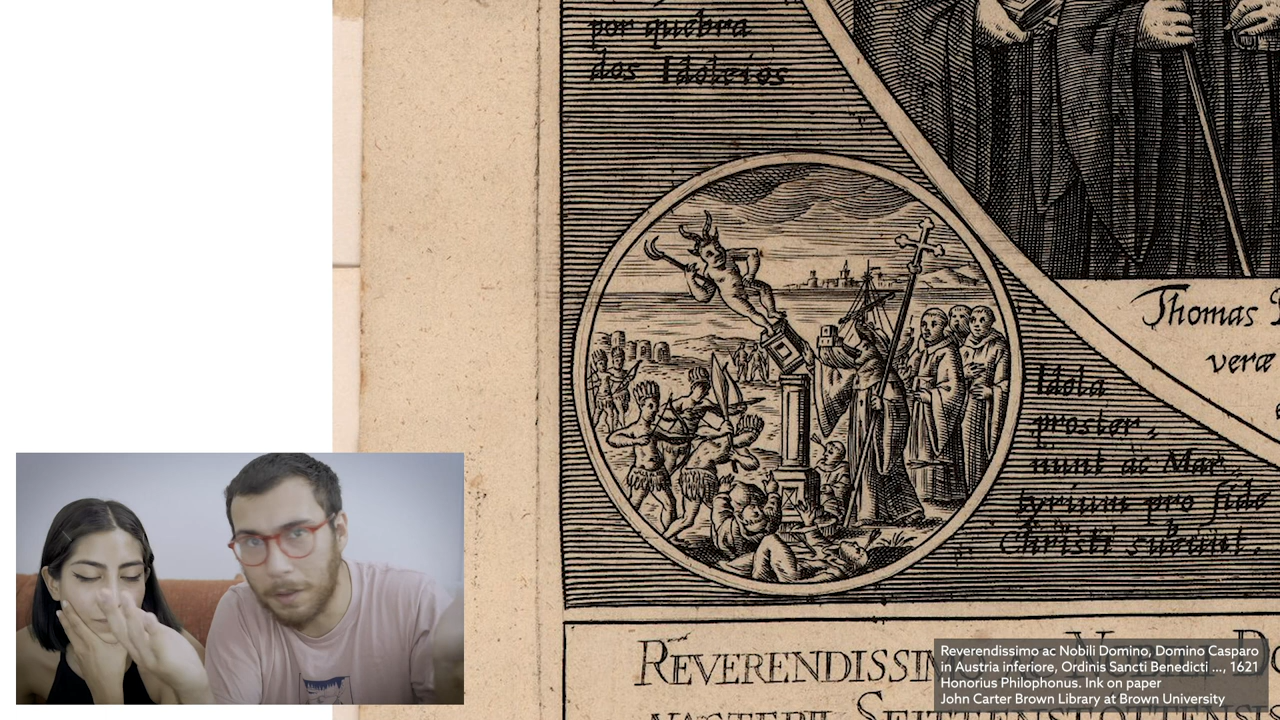 por quebra
dos Idoleios
Thomas
veræ
Idola
proster,
nunt ac Mar,
tyrium pro fide
Christi subeunt.
REVERENDISSIM
Reverendissimo ac Nobili Domino, Domino Casparo
in Austria inferiore, Ordinis Sancti Benedicti ..., 1621
Honorius Philophonus. Ink on paper
John Carter Brown Library at Brown University